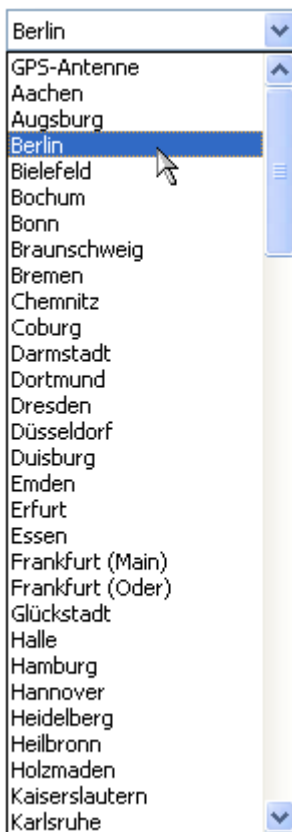 Berlin
GPS-Antenne
Aachen
Augsburg
Berlin
Bielefeld
Bochum
Bonn
Braunschweig
Bremen
Chemnitz
Coburg
Darmstadt
Dortmund
Dresden
Düsseldorf
Duisburg
Emden
Erfurt
Essen
Frankfurt (Main)
Frankfurt (Oder)
Glückstadt
Halle
Hamburg
Hannover
Heidelberg
Heilbronn
Holzmaden
Kaiserslautern
Karlsruhe